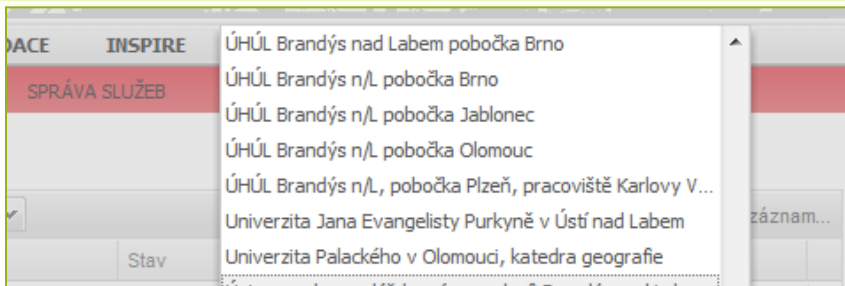 DACE INSPIRE
ÚHÚL Brandýs nad Labem pobočka Brno
ÚHÚL Brandýs n/L pobočka Brno
SPRÁVA SLUŽEB
ÚHÚL Brandýs n/L pobočka Jablonec
ÚHÚL Brandýs n/L pobočka Olomouc
ÚHÚL Brandýs n/L, pobočka Plzeň, pracoviště Karlovy V...
Univerzita Jana Evangelisty Purkyně v Ústí nad Labem
záznam...
Stav
Univerzita Palackého v Olomouci, katedra geografie